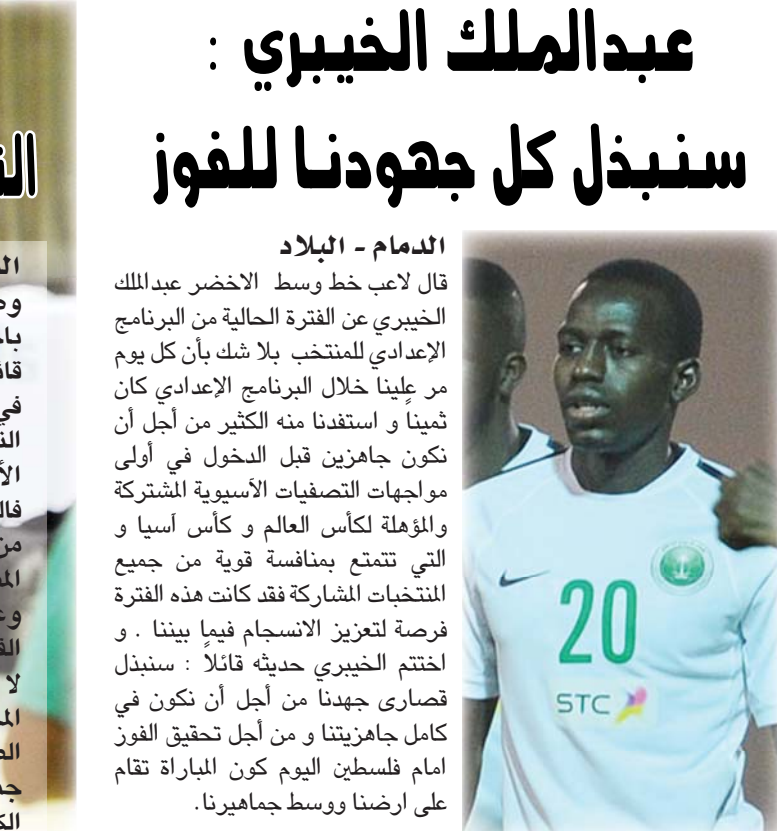 عبدالملك الخيبري :
سنبذل كل جهودنا للفوز
الدمام - البلاد
قال لاعب خط وسط الاخضر عبدالملك
الخيبري عن الفترة الحالية من البرنامج
الإعدادي للمنتخب بلا شك بأن كل يوم
مر علينا خلال البرنامج الإعدادي كان
ثميناً و استفدنا منه الكثير من أجل أن
نكون جاهزين قبل الدخول في أولى
مواجهات التصفيات الآسيوية المشتركة
والمؤهلة لكأس العالم و كأس آسيا و
التي تتمتع بمنافسة قوية من جميع
المنتخبات المشاركة فقد كانت هذه الفترة
فرصة لتعزيز الانسجام فيما بيننا . و
اختتم الخيبري حديثه قائلاً : سنبذل
قصارى جهدنا من أجل أن نكون في
كامل جاهزيتنا و من أجل تحقيق الفوز
امام فلسطين اليوم كون المباراة تقام
على ارضنا ووسط جماهيرنا.
20
STC